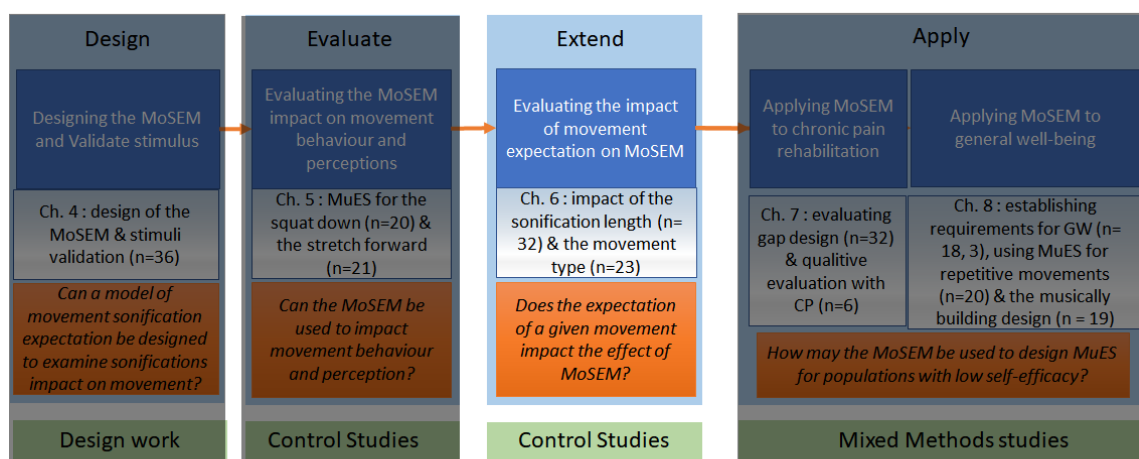 Design
Designing the MoSEM
and Validate stimulus
Ch. 4 : design of the
MoSEM & stimuli
validation (n=36)
Can a model of
movement sonification
expectation be designed
to examine sonifications
impact on movement?
Design work
Evaluate
Evaluating the MoSEM
impact on movement
behaviour and
perceptions
Ch. 5 : MuES for the
squat down (n=20) &
the stretch forward
(n=21)
Can the MoSEM be
used to impact
movement behaviour
and perception?
Control Studies
Extend
Evaluating the impact
of movement
expectation on MoSEM
Ch. 6 : impact of the
sonification length (n=
32) & the movement
type (n=23)
Does the expectation
of a given movement
impact the effect of
MoSEM?
Control Studies
Apply
Applying MoSEM
to chronic pain
rehabilitation
Ch. 7 : evaluating
gap design (n=32)
& qualitive
evaluation with
CP (n=6)
Applying MoSEM to
general well-being
Ch. 8 : establishing
requirements for GW (n=
18, 3), using MuES for
repetitive movements
(n=20) & the musically
building design (n = 19)
How may the MoSEM be used to design MuES
for populations with low self-efficacy?
Mixed Methods studies